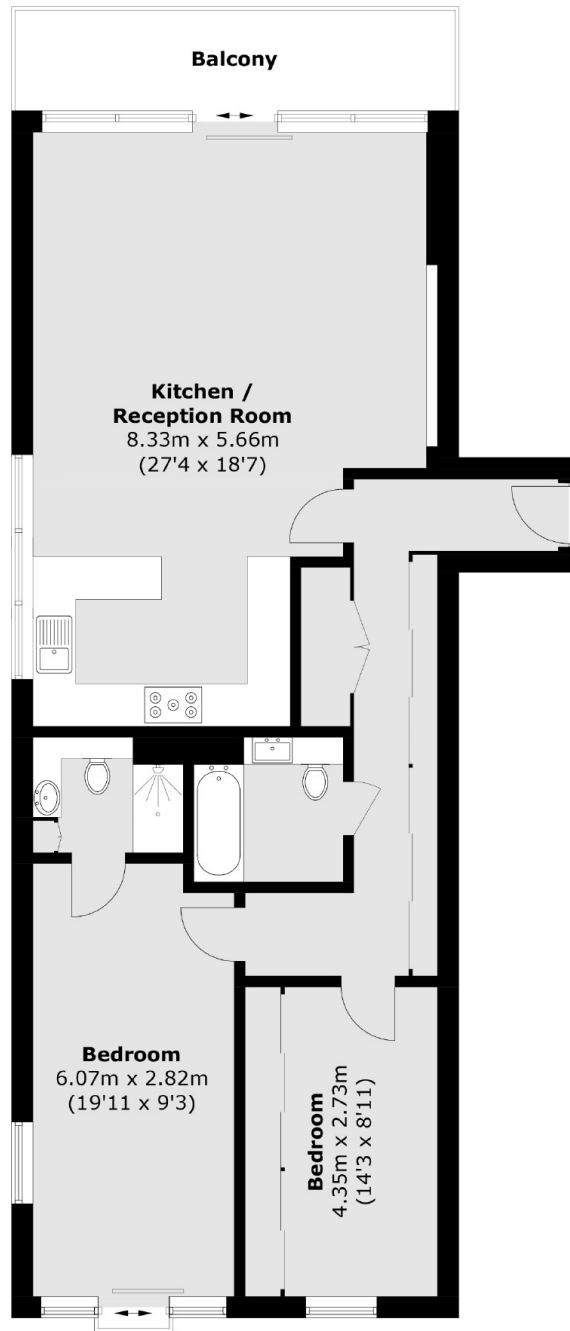 Balcony
Kitchen /
Reception Room
8.33m x 5.66m
(27'4 x 18'7)
Bedroom
6.07m x 2.82m
(19'11 x 9'3)
Bedroom
4.35m x 2.73m
(14'3 x 8'11)